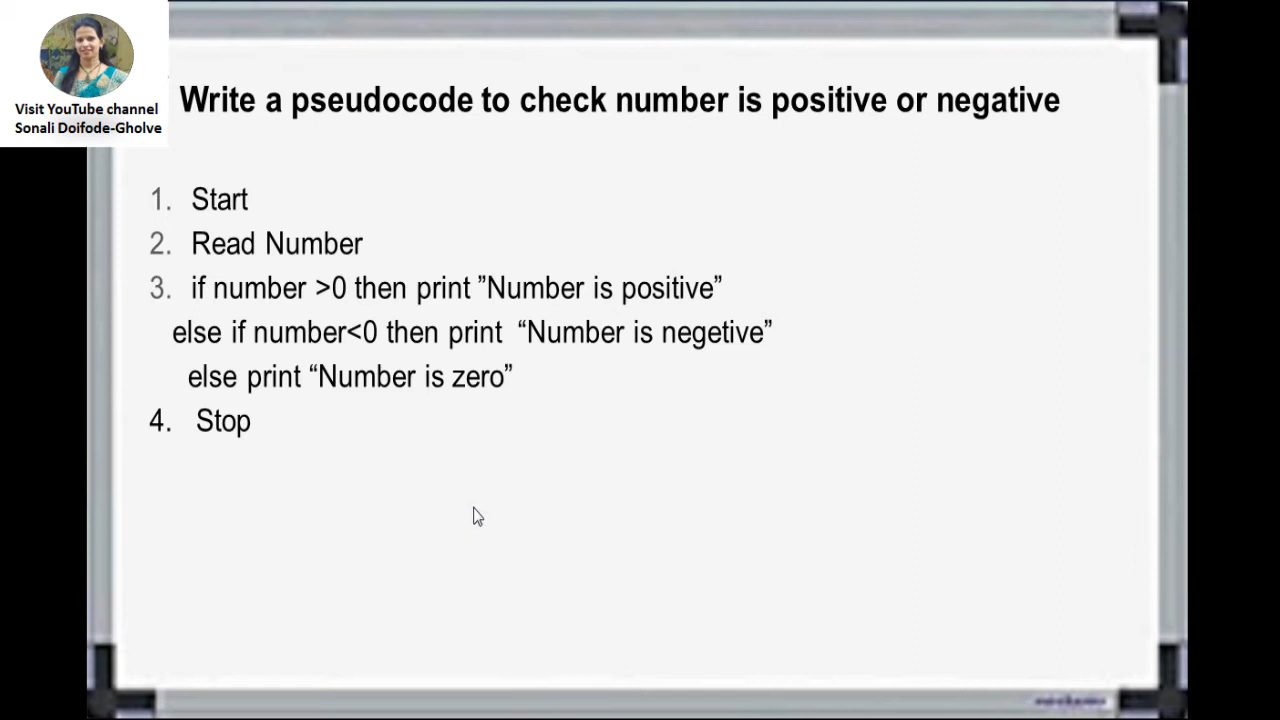 Visit YouTube channel
Sonali Doifode-Gholve
Write a pseudocode to check number is positive or negative
1. Start
2. Read Number
3. if number >0 then print ”Number is positive”
else if number<0 then print “Number is negetive”
else print “Number is zero”
4. Stop